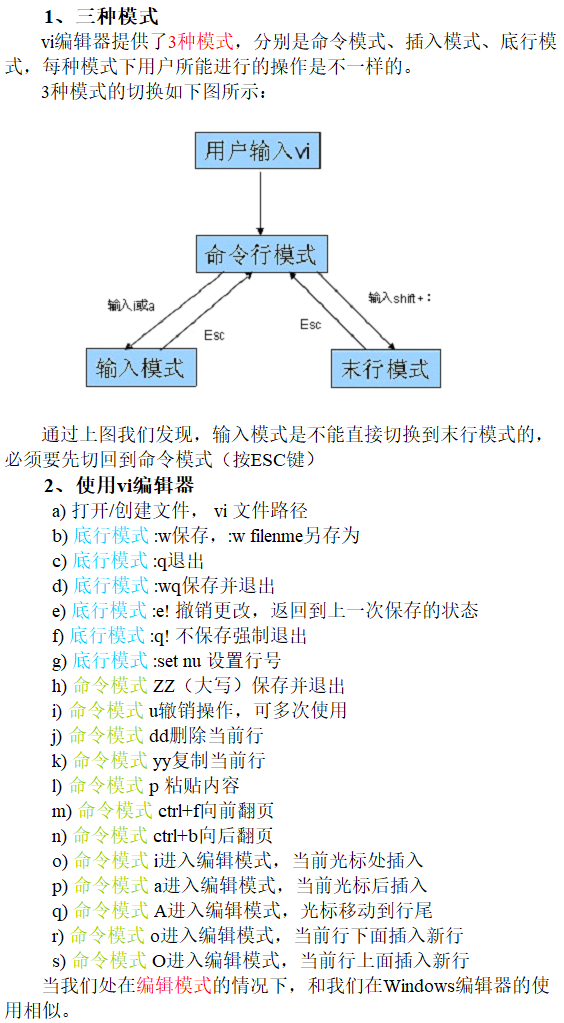 1、三种模式
vi编辑器提供了3种模式，分别是命令模式、插入模式、底行模
式，每种模式下用户所能进行的操作是不一样的。
3种模式的切换如下图所示：
用户输入vi
命令行模式
输入i或a
Esc
Esc
输入shift+：
输入模式
末行模式
通过上图我们发现，输入模式是不能直接切换到末行模式的，
必须要先切回到命令模式（按ESC键）
2、使用vi编辑器
a) 打开/创建文件， vi 文件路径
b) 底行模式 :w保存，:w filenme另存为
c) 底行模式 :q退出
d) 底行模式 :wq保存并退出
e) 底行模式 :e! 撤销更改，返回到上一次保存的状态
f) 底行模式 :q! 不保存强制退出
g) 底行模式 :set nu 设置行号
h) 命令模式 ZZ（大写）保存并退出
i) 命令模式 u辙销操作，可多次使用
j) 命令模式 dd删除当前行
k) 命令模式 yy复制当前行
l) 命令模式 p 粘贴内容
m) 命令模式 ctrl+f向前翻页
n) 命令模式 ctrl+b向后翻页
o) 命令模式 i进入编辑模式，当前光标处插入
p) 命令模式 a进入编辑模式，当前光标后插入
q) 命令模式 A进入编辑模式，光标移动到行尾
r) 命令模式 o进入编辑模式，当前行下面插入新行
s) 命令模式 O进入编辑模式，当前行上面插入新行
当我们处在编辑模式的情况下，和我们在Windows编辑器的使
用相似。